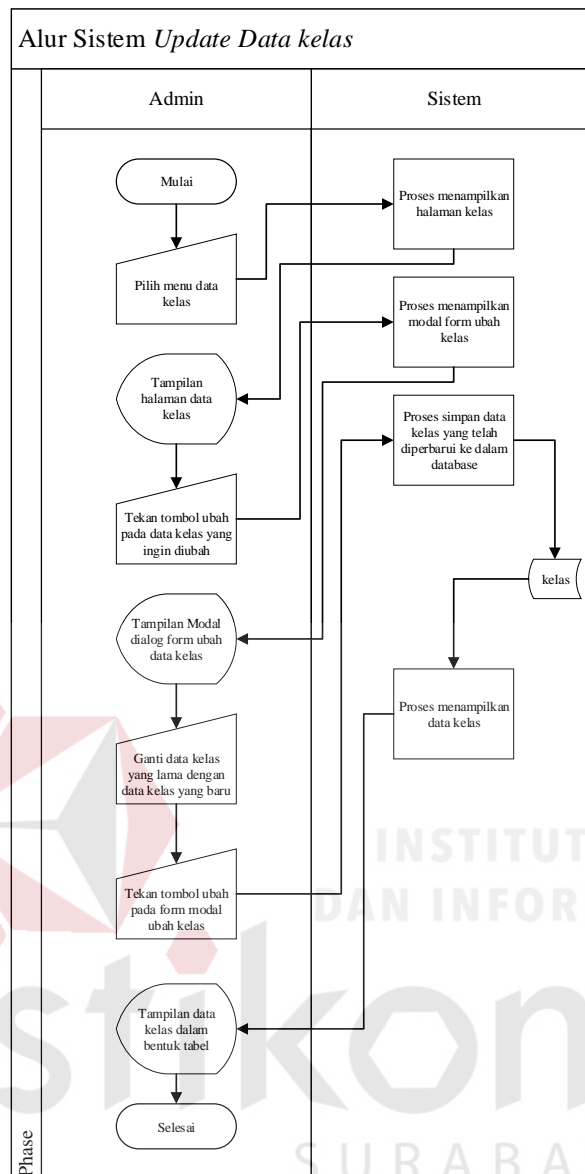 Alur Sistem Update Data kelas
Admin
Sistem
Mulai
Pilih menu data
kelas
Tampilan
halaman data
kelas
Tekan tombol ubah
pada data kelas yang
ingin diubah
Tampilan Modal
dialog form ubah
data kelas
Ganti data kelas
yang lama dengan
data kelas yang baru
Tekan tombol ubah
pada form modal
ubah kelas
Tampilan data
kelas dalam
bentuk tabel
Selesai
Proses menampilkan
halaman kelas
Proses menampilkan
modal form ubah
kelas
Proses simpan data
kelas yang telah
diperbarui ke dalam
database
kelas
Proses menampilkan
data kelas
Phase
INSTITUT
DAN INFOR
stikom
SURABA